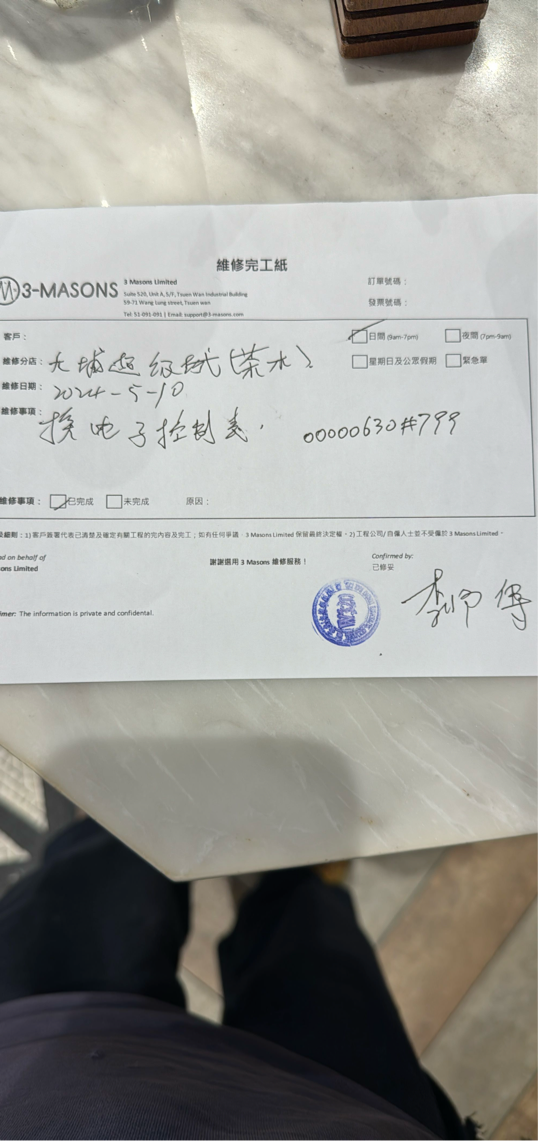 維修完工紙
3-MASONS
3 Masons Limited
Suite 520, Unit A, 5/F, Tsuen Wan Industrial Building
59-71 Wang Lung street, Tsuen wan
Tel: 51-091-091 | Email: support@3-masons.com
訂單號碼：
發票號碼：
客戶：
日間 (9am-7pm)
夜間 (7pm-9am)
星期日及公眾假期
緊急單
維修分店： 大埔超级城(茶水)
維修日期： 2024-5-10
維修事項： 换电子控制表. 00000630#799
維修事項： 已完成 未完成 原因：
細則：1) 客戶簽署代表已清楚及確定有關工程的完內容及完工；如有任何爭議 3 Masons Limited 保留最終決定權。2) 工程公司/自僱人士並不受僱於 3 Masons Limited。
on behalf of
ons Limited
謝謝選用 3 Masons 維修服務！
Confirmed by:
已修妥
李师傅
imer: The information is private and confidental.